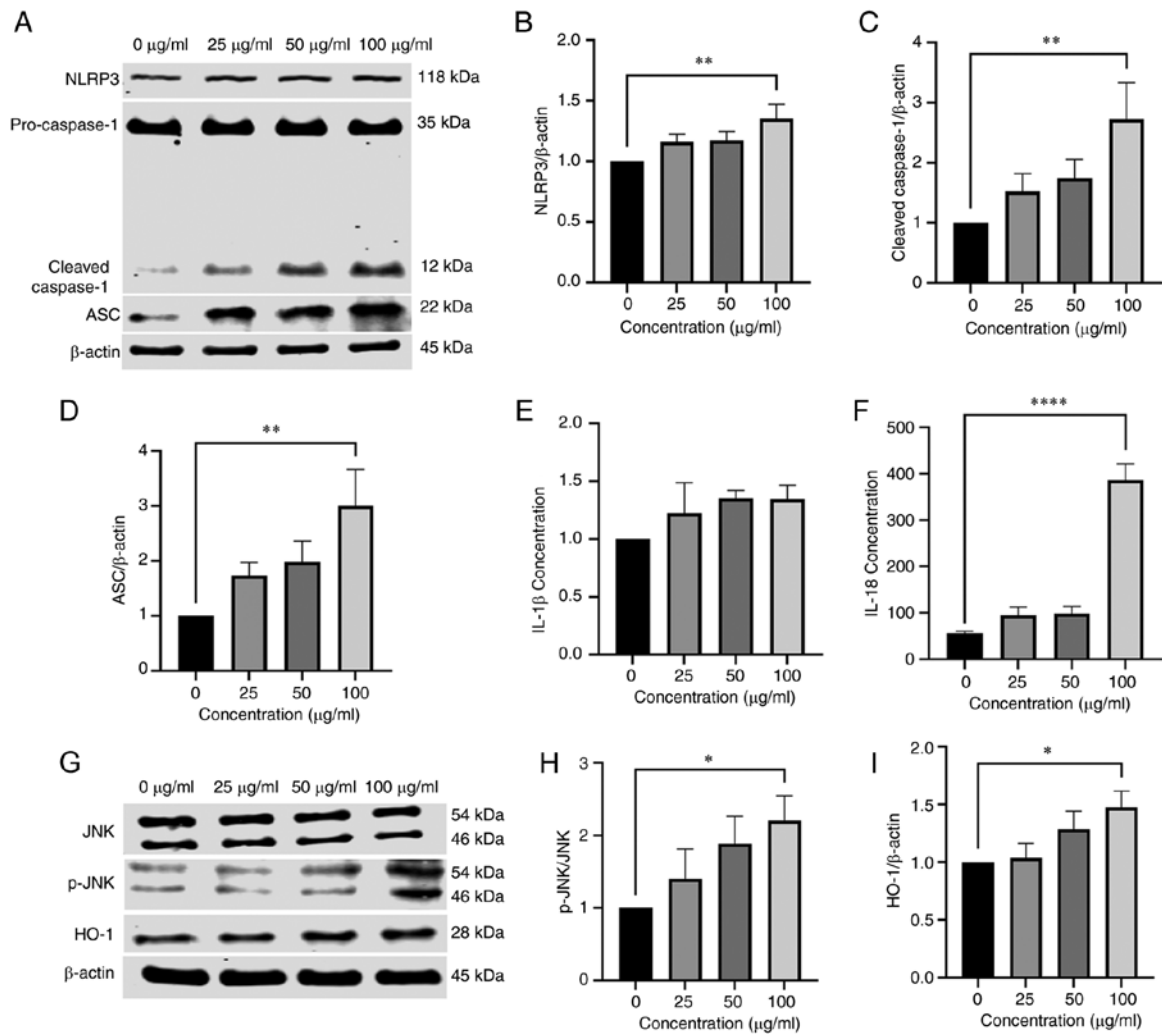 A
0 μg/ml 25 μg/ml 50 μg/ml 100 μg/ml
NLRP3 118 kDa
Pro-caspase-1 35 kDa
Cleaved
caspase-1 12 kDa
ASC 22 kDa
β-actin 45 kDa
B
**
2.0
1.5
1.0
0.5
0.0
NLRP3/β-actin
0 25 50 100
Concentration (μg/ml)
C
**
4
3
2
1
0
Cleaved caspase-1/β-actin
0 25 50 100
Concentration (μg/ml)
D
**
4
3
2
1
0
ASC/β-actin
0 25 50 100
Concentration (μg/ml)
E
2.0
1.5
1.0
0.5
0.0
IL-1β Concentration
0 25 50 100
Concentration (μg/ml)
F
****
500
400
300
200
100
0
IL-18 Concentration
0 25 50 100
Concentration (μg/ml)
G
0 μg/ml 25 μg/ml 50 μg/ml 100 μg/ml
JNK 54 kDa
46 kDa
p-JNK 54 kDa
46 kDa
HO-1 28 kDa
β-actin 45 kDa
H
*
3
2
1
0
p-JNK/JNK
0 25 50 100
Concentration (μg/ml)
I
*
2.0
1.5
1.0
0.5
0.0
HO-1/β-actin
0 25 50 100
Concentration (μg/ml)